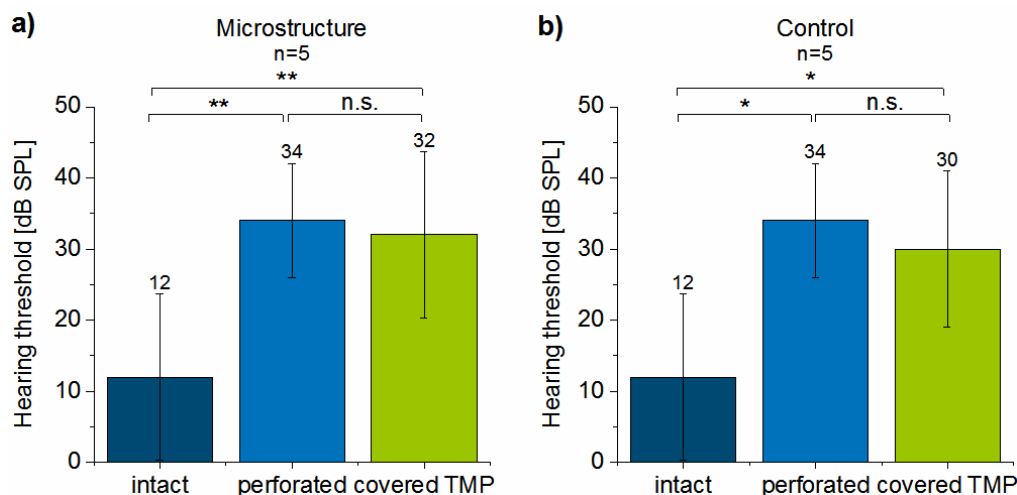 a)
Microstructure
n=5
**
**
n.s.
Hearing threshold [dB SPL]
50
40
30
20
10
0
12
34
32
intact
perforated
covered TMP
b)
Control
n=5
*
*
n.s.
Hearing threshold [dB SPL]
50
40
30
20
10
0
12
34
30
intact
perforated
covered TMP